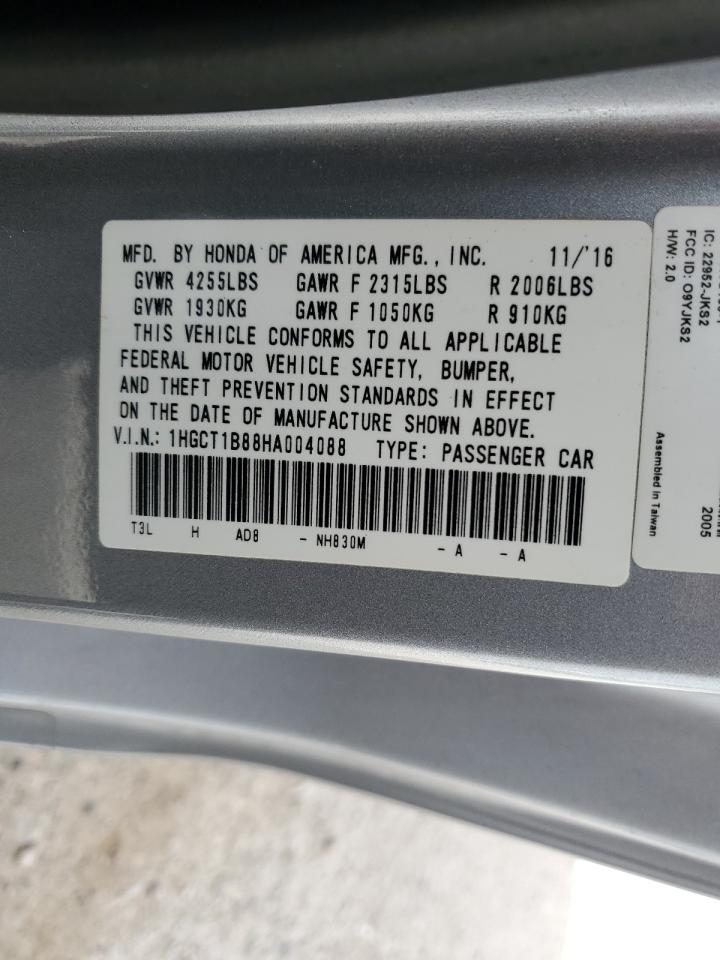 MFD. BY HONDA OF AMERICA MFG., INC. 11/'16
GVWR 4255LBS GAWR F 2315LBS R 2006LBS
GVWR 1930KG GAWR F 1050KG R 910KG
THIS VEHICLE CONFORMS TO ALL APPLICABLE
FEDERAL MOTOR VEHICLE SAFETY, BUMPER,
AND THEFT PREVENTION STANDARDS IN EFFECT
ON THE DATE OF MANUFACTURE SHOWN ABOVE.
V.I.N.: 1HGCT1B88HA004088 TYPE: PASSENGER CAR
T3L H AD8 - NH830M - A - A
IC: 22952-JKS2
FCC ID: O9YJKS2
H/W: 2.0
2005
Assembled in Taiwan